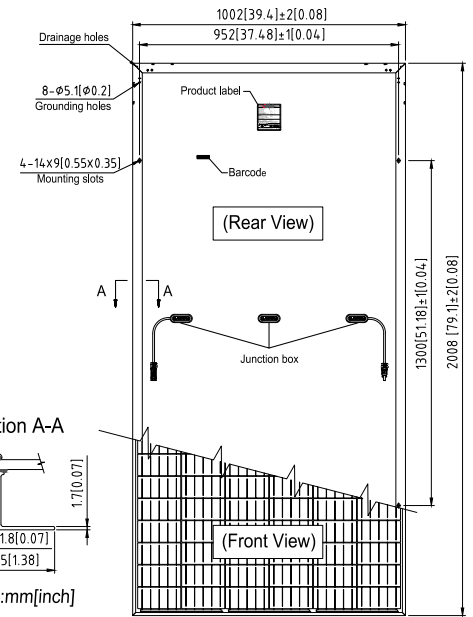 1002[39.4]±2[0.08]
952[37.48]±1[0.04]
Drainage holes
8-Ø5.1[Ø0.2]
Grounding holes
Product label
4-14x9[0.55x0.35]
Mounting slots
Barcode
(Rear View)
A A
1300[51.18]±1[0.04]
2008 [79.1]±2[0.08]
Junction box
tion A-A
1.7[0.07]
1.8[0.07]
5[1.38]
(Front View)
:mm[inch]